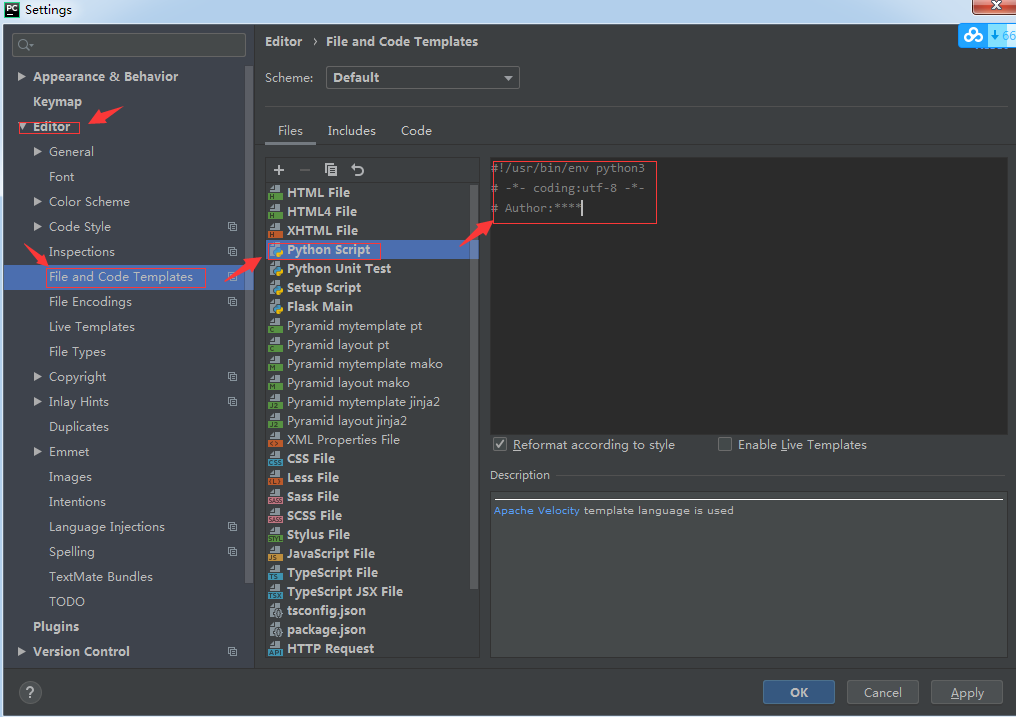 PC Settings
Editor › File and Code Templates
66
Scheme: Default
Appearance & Behavior
Keymap
Editor
General
Font
Color Scheme
Code Style
Inspections
File and Code Templates
File Encodings
Live Templates
File Types
Copyright
Inlay Hints
Duplicates
Emmet
Images
Intentions
Language Injections
Spelling
TextMate Bundles
TODO
Plugins
Version Control
Files Includes Code
HTML File
HTML4 File
XHTML File
Python Script
Python Unit Test
Setup Script
Flask Main
Pyramid mytemplate pt
Pyramid layout pt
Pyramid mytemplate mako
Pyramid layout mako
Pyramid mytemplate jinja2
Pyramid layout jinja2
XML Properties File
CSS File
Less File
Sass File
SCSS File
Stylus File
JavaScript File
TypeScript File
TypeScript JSX File
tsconfig.json
package.json
HTTP Request
#!/usr/bin/env python3
# -*- coding:utf-8 -*-
# Author:****
Reformat according to style Enable Live Templates
Description
Apache Velocity template language is used
? OK Cancel Apply